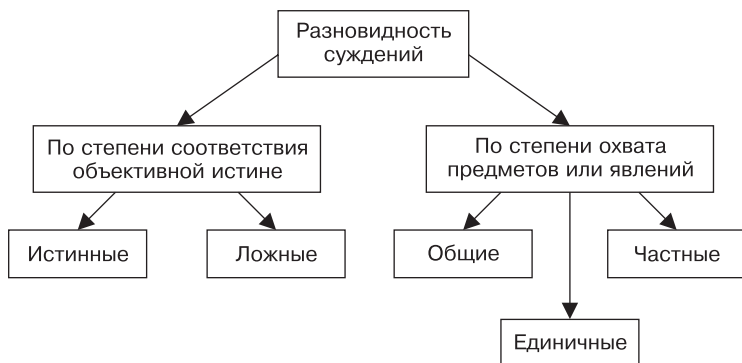 Разновидность
суждений
По степени соответствия
объективной истине
По степени охвата
предметов или явлений
Истинные
Ложные
Общие
Частные
Единичные